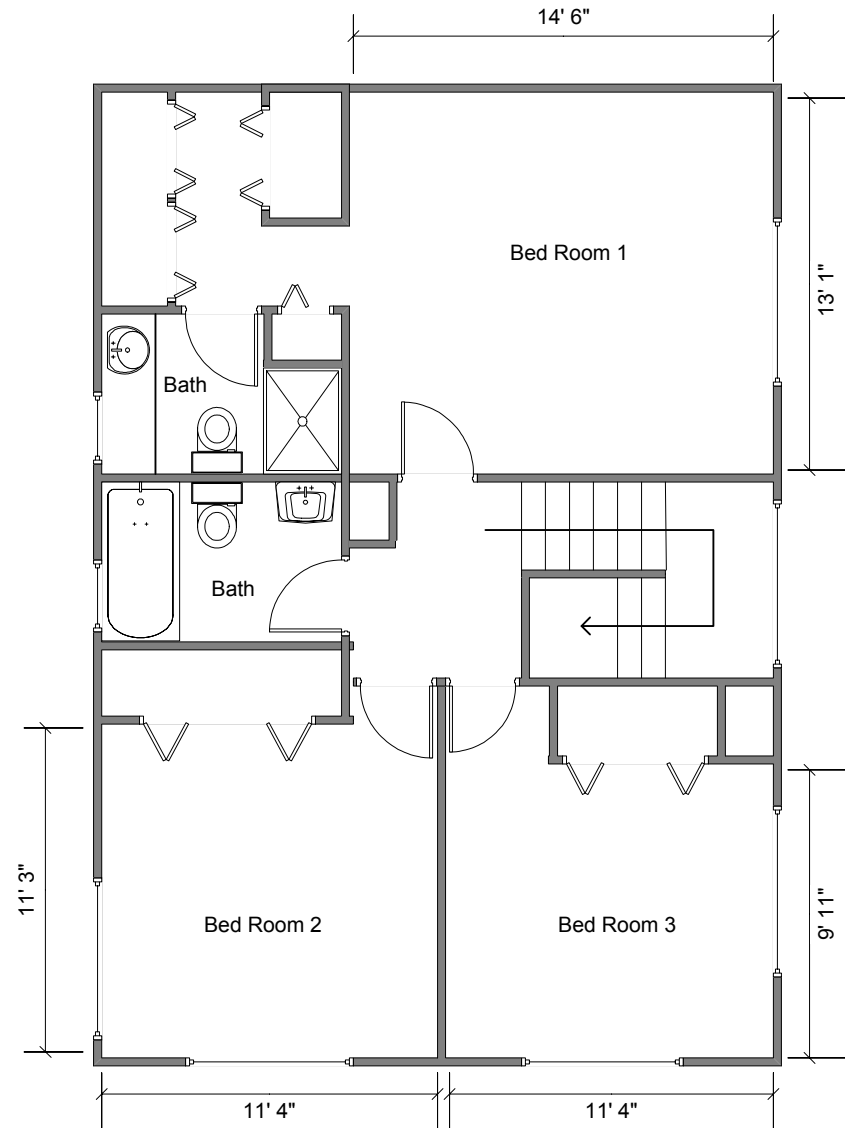 14' 6"
Bed Room 1
13' 1"
Bath
Bath
11' 3"
Bed Room 2
Bed Room 3
9' 11"
11' 4"
11' 4"